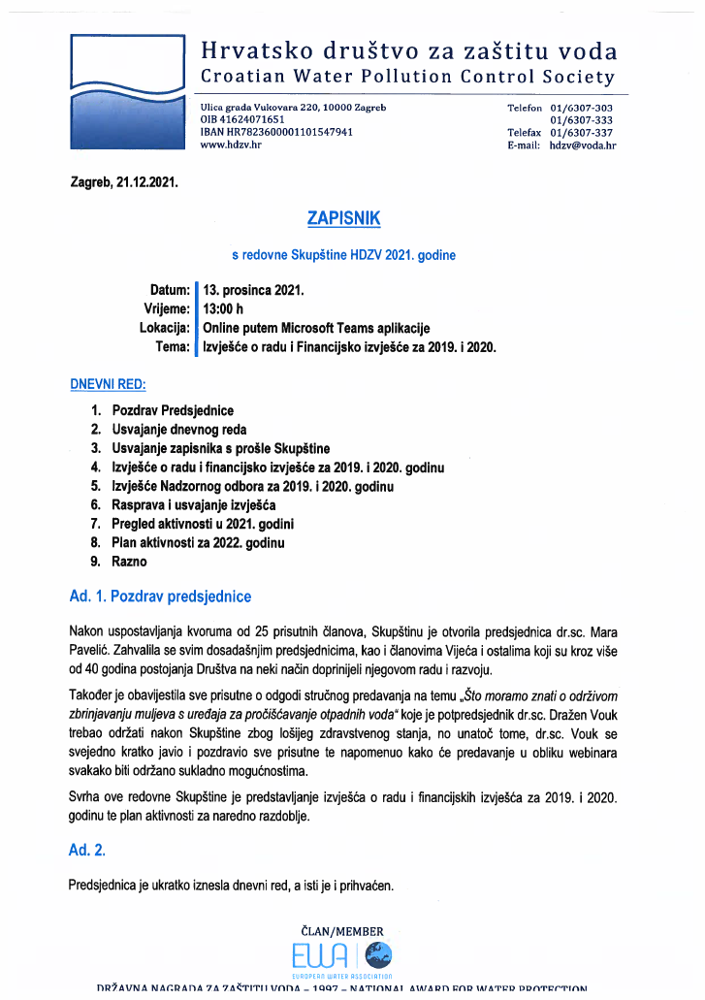 Hrvatsko društvo za zaštitu voda
Croatian Water Pollution Control Society
Ulica grada Vukovara 220, 10000 Zagreb
OIB 41624071651
IBAN HR7823600001101547941
www.hdzv.hr
Telefon 01/6307-303
01/6307-333
Telefax 01/6307-337
E-mail: hdzv@voda.hr
Zagreb, 21.12.2021.
ZAPISNIK
s redovne Skupštine HDZV 2021. godine
Datum: 13. prosinca 2021.
Vrijeme: 13:00 h
Lokacija: Online putem Microsoft Teams aplikacije
Tema: Izvješće o radu i Financijsko izvješće za 2019. i 2020.
DNEVNI RED:
1. Pozdrav Predsjednice
2. Usvajanje dnevnog reda
3. Usvajanje zapisnika s prošle Skupštine
4. Izvješće o radu i financijsko izvješće za 2019. i 2020. godinu
5. Izvješće Nadzornog odbora za 2019. i 2020. godinu
6. Rasprava i usvajanje izvješća
7. Pregled aktivnosti u 2021. godini
8. Plan aktivnosti za 2022. godinu
9. Razno
Ad. 1. Pozdrav predsjednice
Nakon uspostavljanja kvoruma od 25 prisutnih članova, Skupštinu je otvorila predsjednica dr.sc. Mara
Pavelić. Zahvalila se svim dosadašnjim predsjednicima, kao i članovima Vijeća i ostalima koji su kroz više
od 40 godina postojanja Društva na neki način doprinijeli njegovom radu i razvoju.
Također je obavijestila sve prisutne o odgodi stručnog predavanja na temu „Što moramo znati o održivom
zbrinjavanju muljeva s uređaja za pročišćavanje otpadnih voda“ koje je potpredsjednik dr.sc. Dražen Vouk
trebao održati nakon Skupštine zbog lošijeg zdravstvenog stanja, no unatoč tome, dr.sc. Vouk se
svejedno kratko javio i pozdravio sve prisutne te napomenuo kako će predavanje u obliku webinara
svakako biti održano sukladno mogućnostima.
Svrha ove redovne Skupštine je predstavljanje izvješća o radu i financijskih izvješća za 2019. i 2020.
godinu te plan aktivnosti za naredno razdoblje.
Ad. 2.
Predsjednica je ukratko iznesla dnevni red, a isti je i prihvaćen.
ČLAN/MEMBER
EWA
EUROPEAN WATER ASSOCIATION
DRŽAVNA NAGRADA ZA ZAŠTITU VODA – 1997 – NATIONAL AWARD FOR WATER PROTECTION